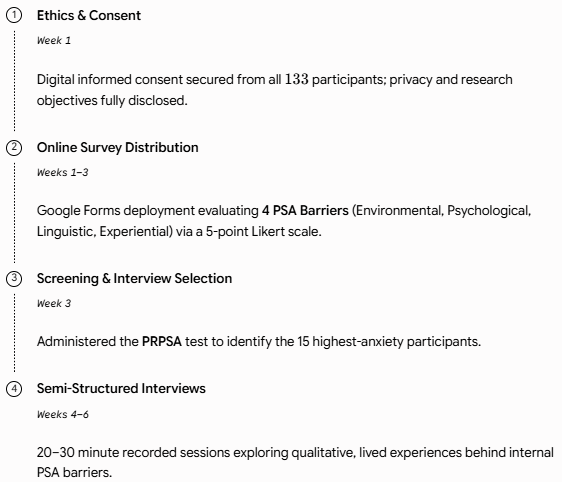 1 Ethics & Consent
Week 1
Digital informed consent secured from all 133 participants; privacy and research
objectives fully disclosed.
2 Online Survey Distribution
Weeks 1–3
Google Forms deployment evaluating 4 PSA Barriers (Environmental, Psychological,
Linguistic, Experiential) via a 5-point Likert scale.
3 Screening & Interview Selection
Week 3
Administered the PRPSA test to identify the 15 highest-anxiety participants.
4 Semi-Structured Interviews
Weeks 4–6
20–30 minute recorded sessions exploring qualitative, lived experiences behind internal
PSA barriers.